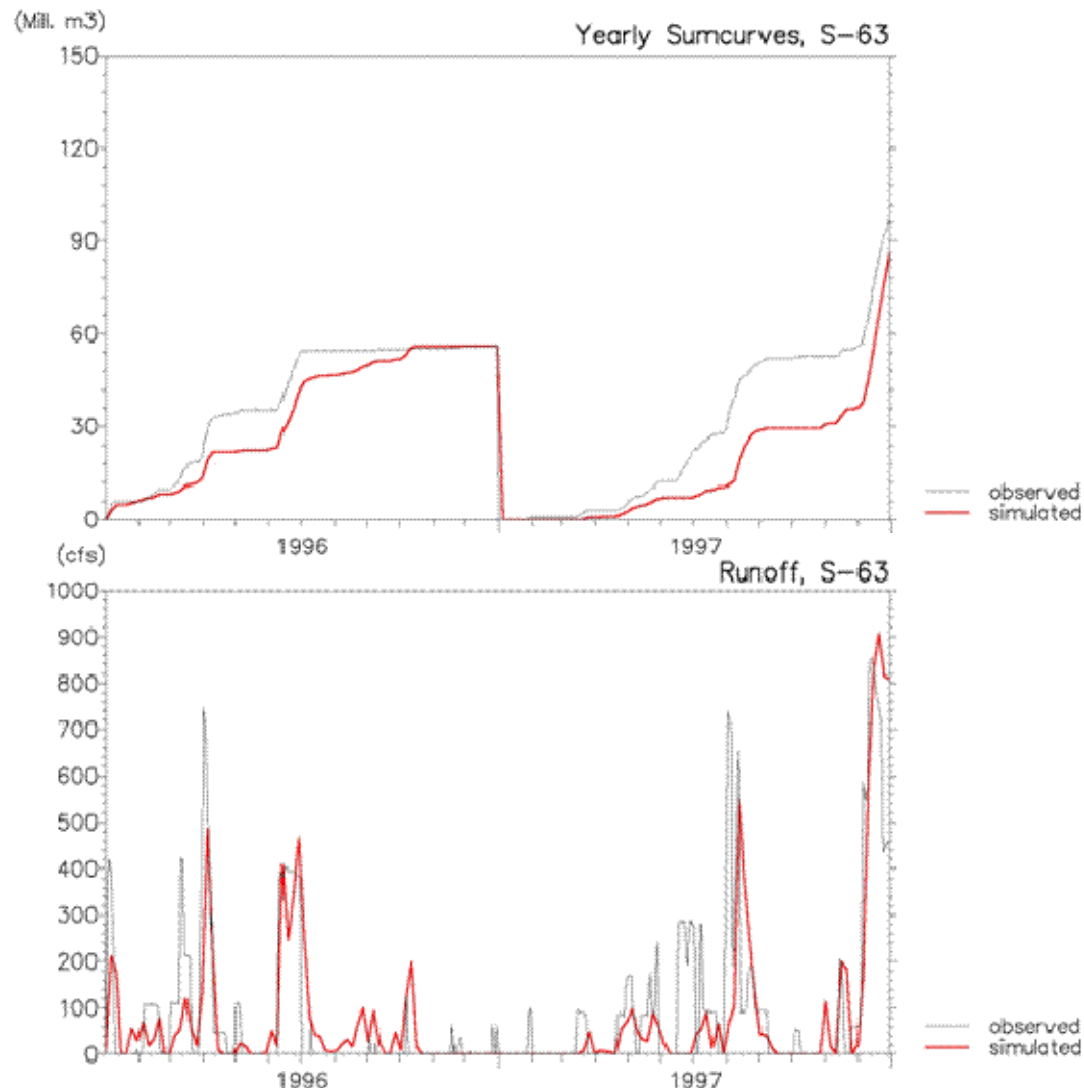 (Mill. m3)
Yearly Sumcurves, S-63
150
120
90
60
30
0
1996
1997
observed
simulated
(cfs)
Runoff, S-63
1000
900
800
700
600
500
400
300
200
100
0
1996
1997
observed
simulated